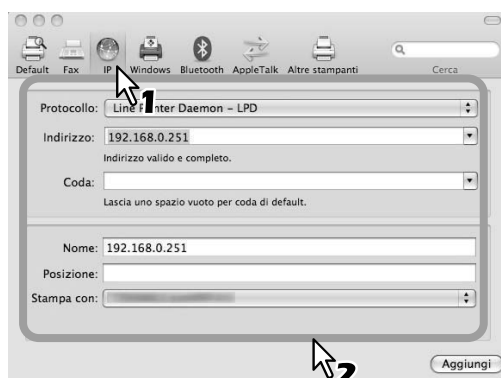 Default Fax IP Windows Bluetooth AppleTalk Altre stampanti Cerca
1
Protocollo: Line Printer Daemon – LPD
Indirizzo: 192.168.0.251
Indirizzo valido e completo.
Coda:
Lascia uno spazio vuoto per coda di default.
Nome: 192.168.0.251
Posizione:
Stampa con:
2
Aggiungi